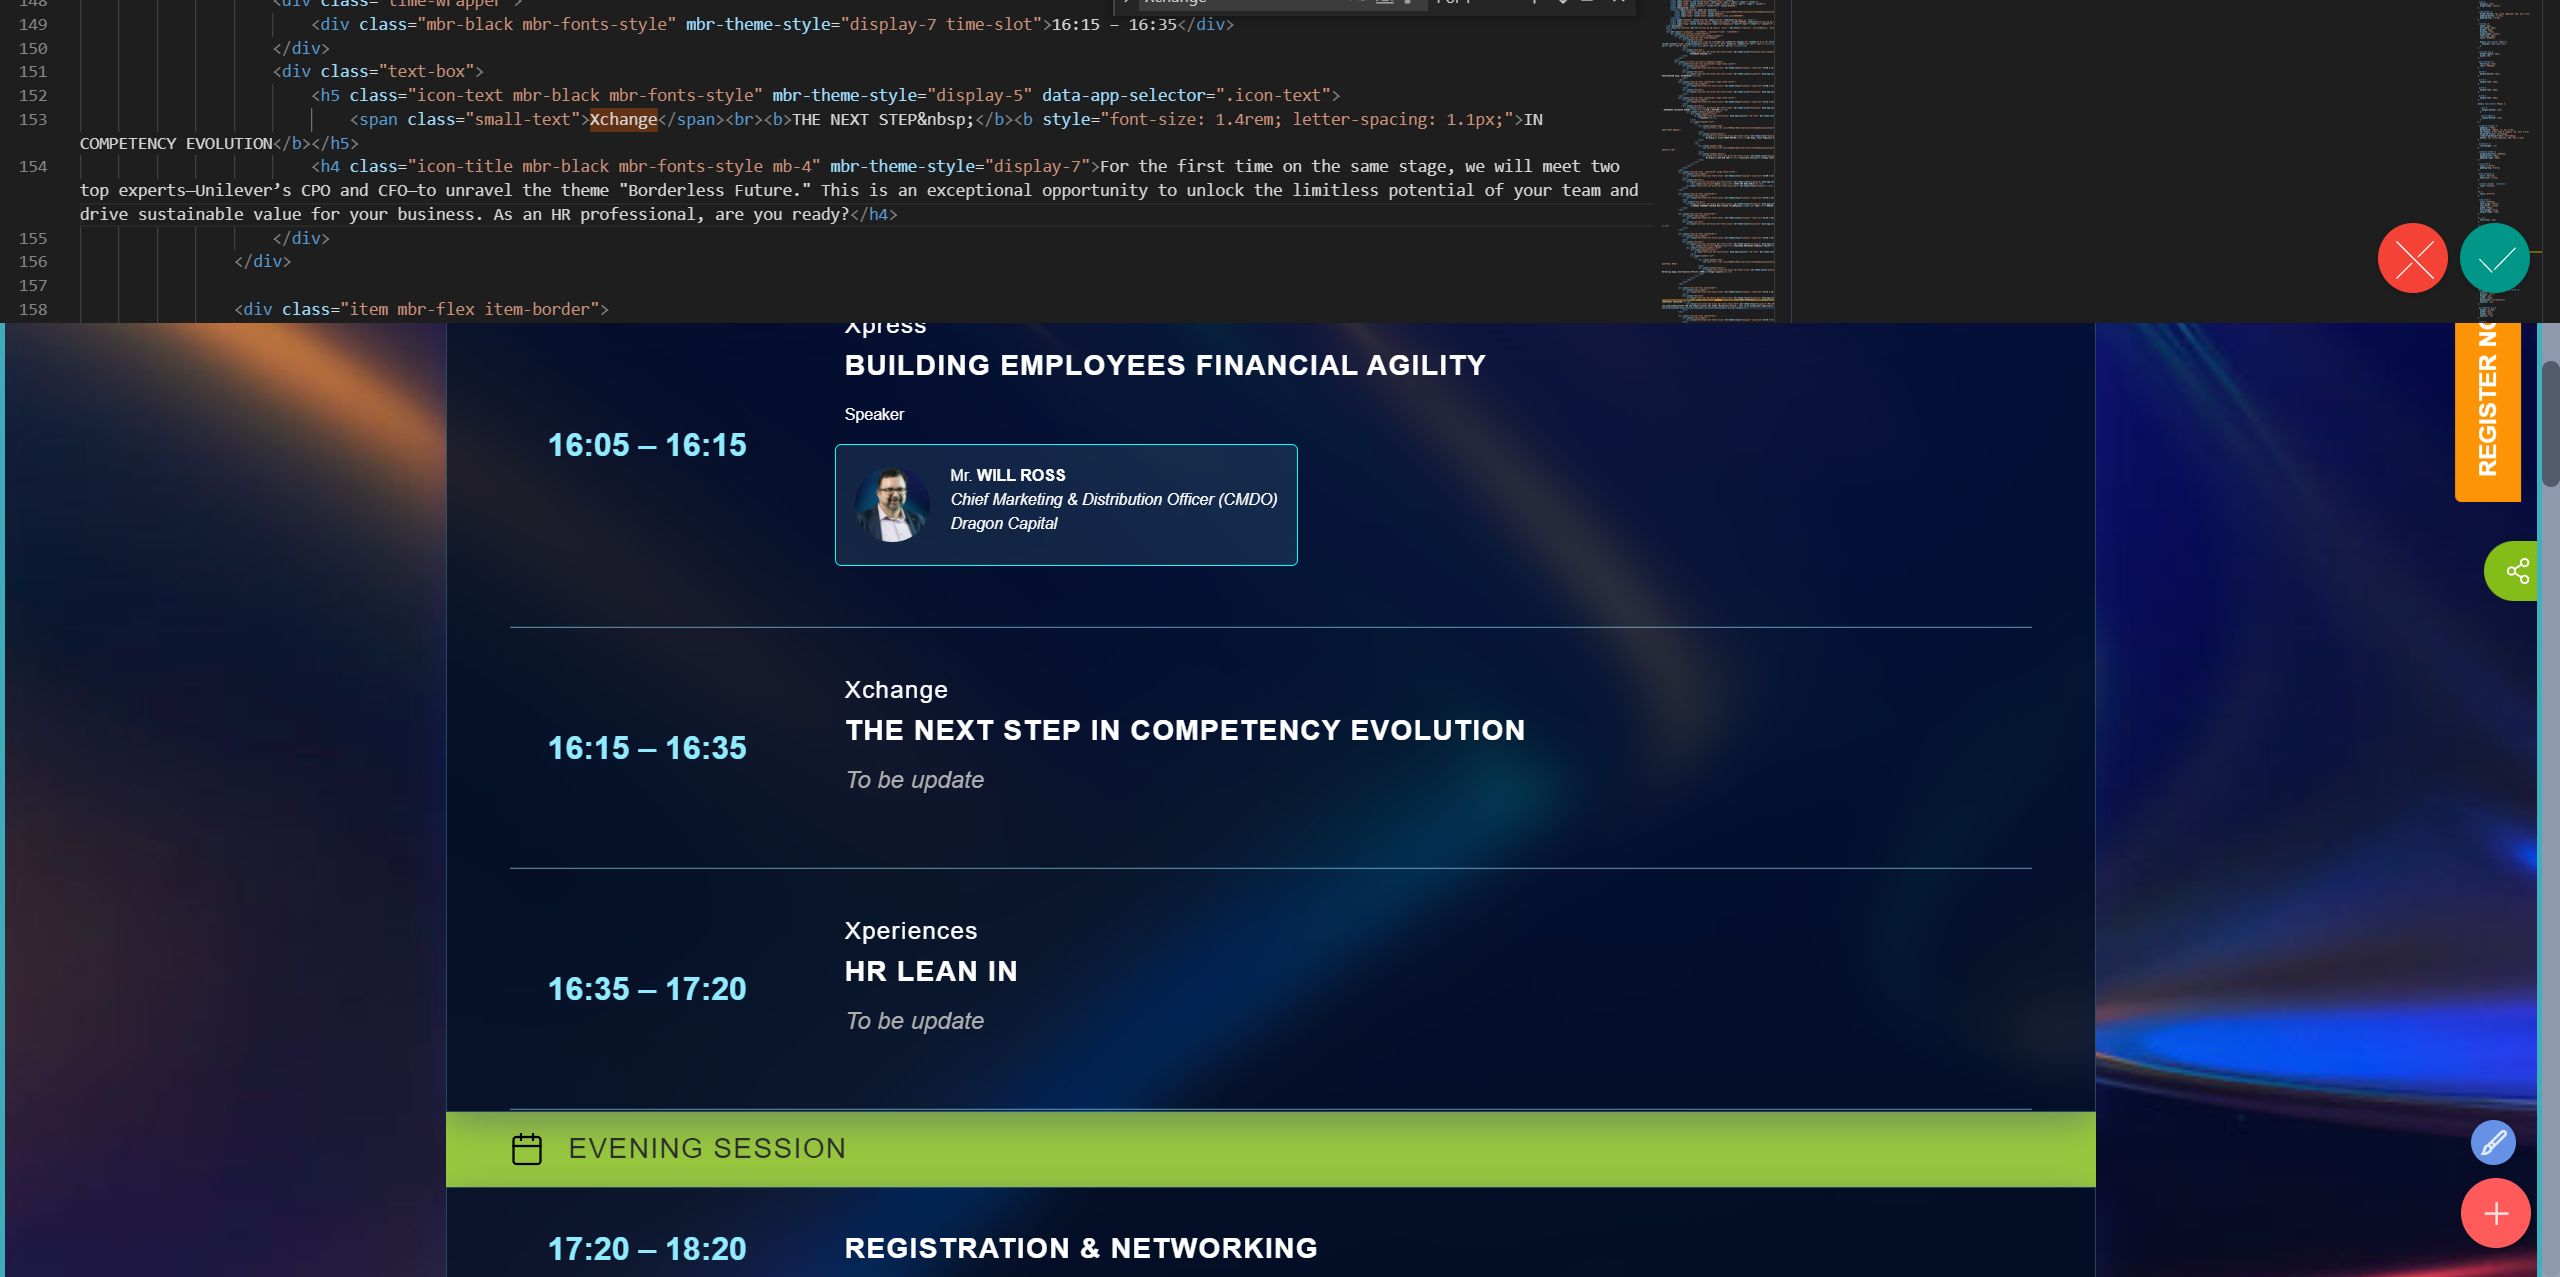 148 <div class="time-wrapper">
149 <div class="mbr-black mbr-fonts-style" mbr-theme-style="display-7 time-slot">16:15 – 16:35</div>
150 </div>
151 <div class="text-box">
152 <h5 class="icon-text mbr-black mbr-fonts-style" mbr-theme-style="display-5" data-app-selector=".icon-text">
153 <span class="small-text">Xchange</span><br><b>THE NEXT STEP&nbsp;</b><b style="font-size: 1.4rem; letter-spacing: 1.1px;">IN
COMPETENCY EVOLUTION</b></h5>
154 <h4 class="icon-title mbr-black mbr-fonts-style mb-4" mbr-theme-style="display-7">For the first time on the same stage, we will meet two
top experts—Unilever’s CPO and CFO—to unravel the theme "Borderless Future." This is an exceptional opportunity to unlock the limitless potential of your team and
drive sustainable value for your business. As an HR professional, are you ready?</h4>
155 </div>
156 </div>
157
158 <div class="item mbr-flex item-border">
Xpress
BUILDING EMPLOYEES FINANCIAL AGILITY
Speaker
16:05 – 16:15
Mr. WILL ROSS
Chief Marketing & Distribution Officer (CMDO)
Dragon Capital
REGISTER
Xchange
THE NEXT STEP IN COMPETENCY EVOLUTION
16:15 – 16:35
To be update
Xperiences
HR LEAN IN
16:35 – 17:20
To be update
EVENING SESSION
17:20 – 18:20
REGISTRATION & NETWORKING